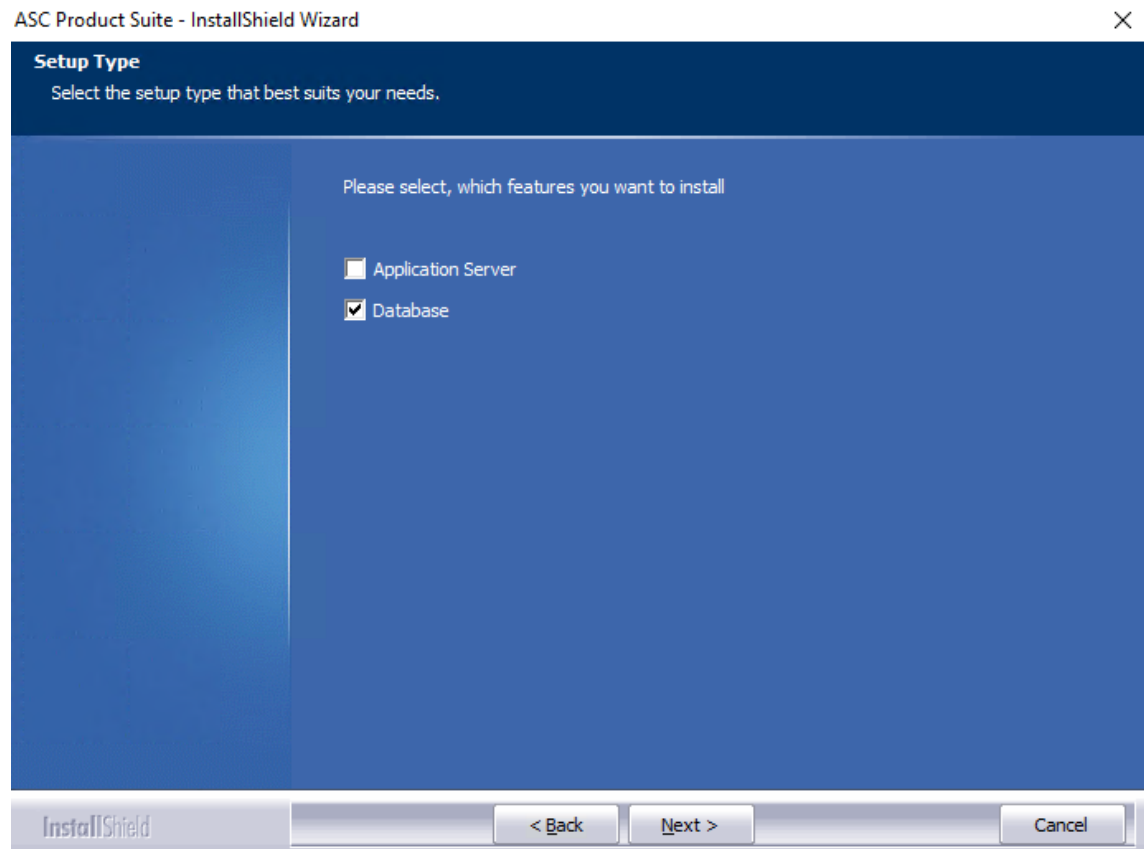 ASC Product Suite - InstallShield Wizard
Setup Type
Select the setup type that best suits your needs.
Please select, which features you want to install
Application Server
Database
InstallShield
< Back
Next >
Cancel